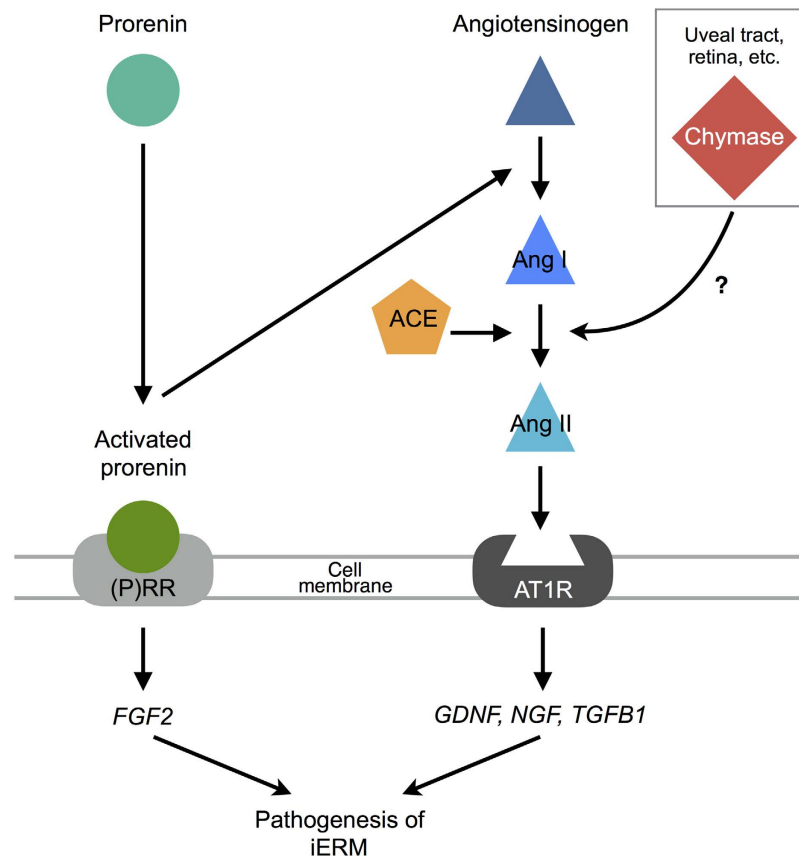 Prorenin
Angiotensinogen
Uveal tract,
retina, etc.
Chymase
Ang I
?
ACE
Ang II
Activated
prorenin
(P)RR
Cell
membrane
AT1R
FGF2
GDNF, NGF, TGFB1
Pathogenesis of
iERM